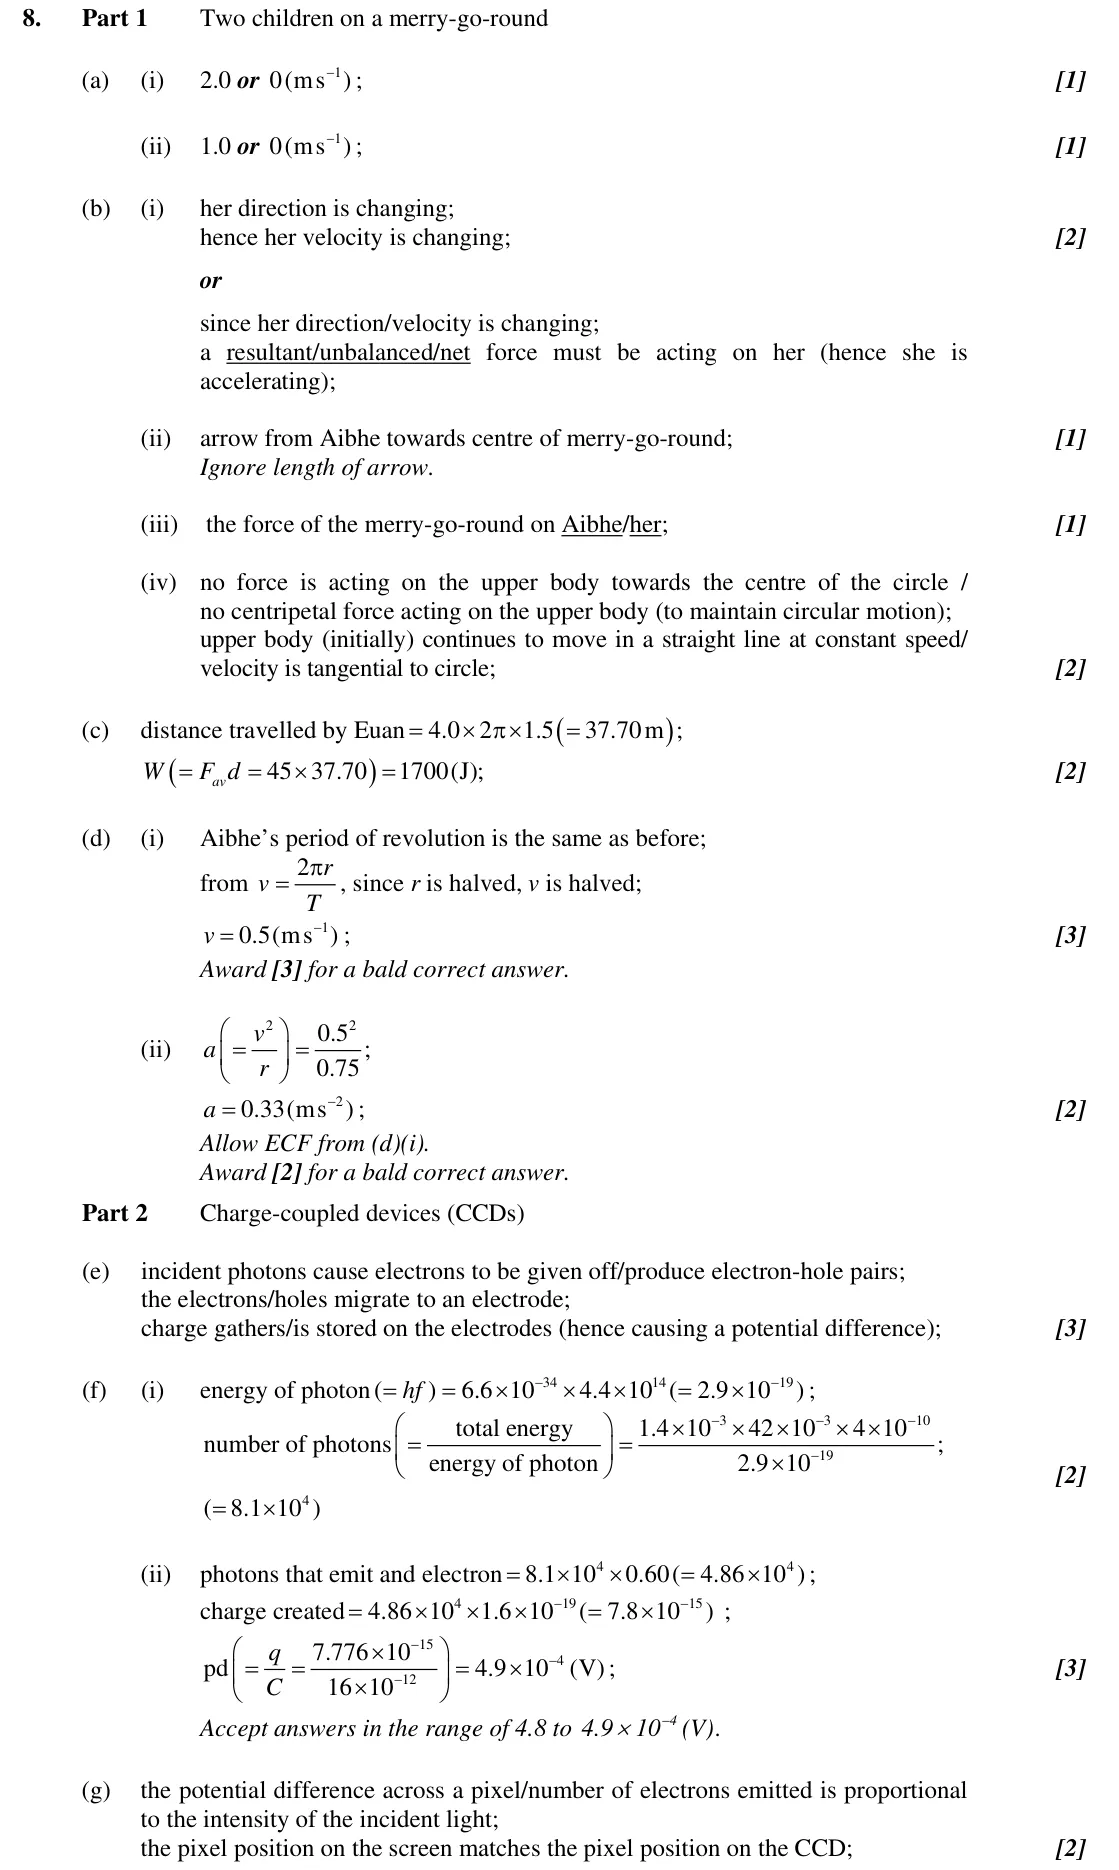 8. Part 1 Two children on a merry-go-round
(a) (i) 2.0 or 0(ms⁻¹); [1]
(ii) 1.0 or 0(ms⁻¹); [1]
(b) (i) her direction is changing;
hence her velocity is changing; [2]
or
since her direction/velocity is changing;
a resultant/unbalanced/net force must be acting on her (hence she is
accelerating);
(ii) arrow from Aibhe towards centre of merry-go-round; [1]
Ignore length of arrow.
(iii) the force of the merry-go-round on Aibhe/her; [1]
(iv) no force is acting on the upper body towards the centre of the circle /
no centripetal force acting on the upper body (to maintain circular motion);
upper body (initially) continues to move in a straight line at constant speed/
velocity is tangential to circle; [2]
(c) distance travelled by Euan = 4.0×2π×1.5(= 37.70 m);
W(= F_av d = 45×37.70) = 1700(J); [2]
(d) (i) Aibhe's period of revolution is the same as before;
from v = 2πr/T, since r is halved, v is halved;
v = 0.5(ms⁻¹); [3]
Award [3] for a bald correct answer.
(ii) a(= v²/r) = 0.5²/0.75;
a = 0.33(ms⁻²); [2]
Allow ECF from (d)(i).
Award [2] for a bald correct answer.
Part 2 Charge-coupled devices (CCDs)
(e) incident photons cause electrons to be given off/produce electron-hole pairs;
the electrons/holes migrate to an electrode;
charge gathers/is stored on the electrodes (hence causing a potential difference); [3]
(f) (i) energy of photon (= hf) = 6.6×10⁻³⁴ × 4.4×10¹⁴ (= 2.9×10⁻¹⁹);
number of photons(= total energy/energy of photon) = 1.4×10⁻³ × 42×10⁻³ × 4×10⁻¹⁰/2.9×10⁻¹⁹; [2]
(= 8.1×10⁴)
(ii) photons that emit and electron = 8.1×10⁴ × 0.60 (= 4.86×10⁴);
charge created = 4.86×10⁴ × 1.6×10⁻¹⁹ (= 7.8×10⁻¹⁵) ;
pd(= q/C = 7.776×10⁻¹⁵/16×10⁻¹²) = 4.9×10⁻⁴ (V); [3]
Accept answers in the range of 4.8 to 4.9×10⁻⁴ (V).
(g) the potential difference across a pixel/number of electrons emitted is proportional
to the intensity of the incident light;
the pixel position on the screen matches the pixel position on the CCD; [2]